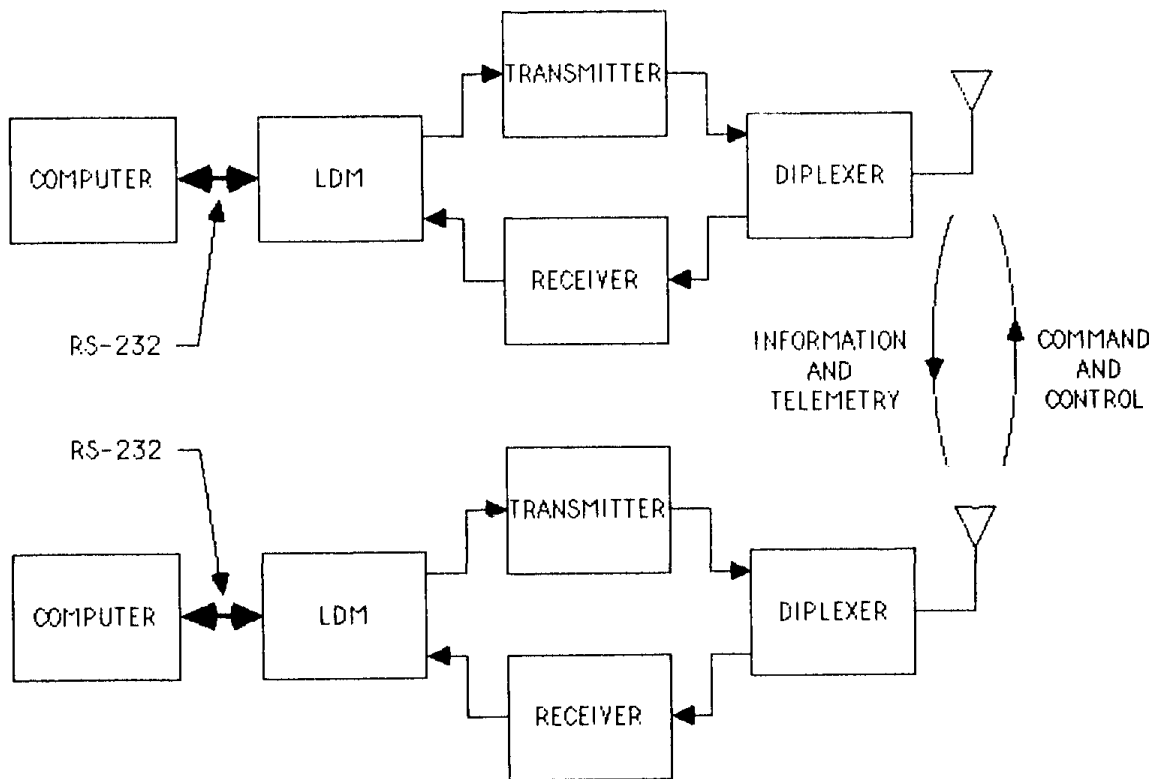 TRANSMITTER
COMPUTER
LDM
DIPLEXER
RECEIVER
RS-232
INFORMATION
AND
TELEMETRY
COMMAND
AND
CONTROL
RS-232
TRANSMITTER
COMPUTER
LDM
DIPLEXER
RECEIVER